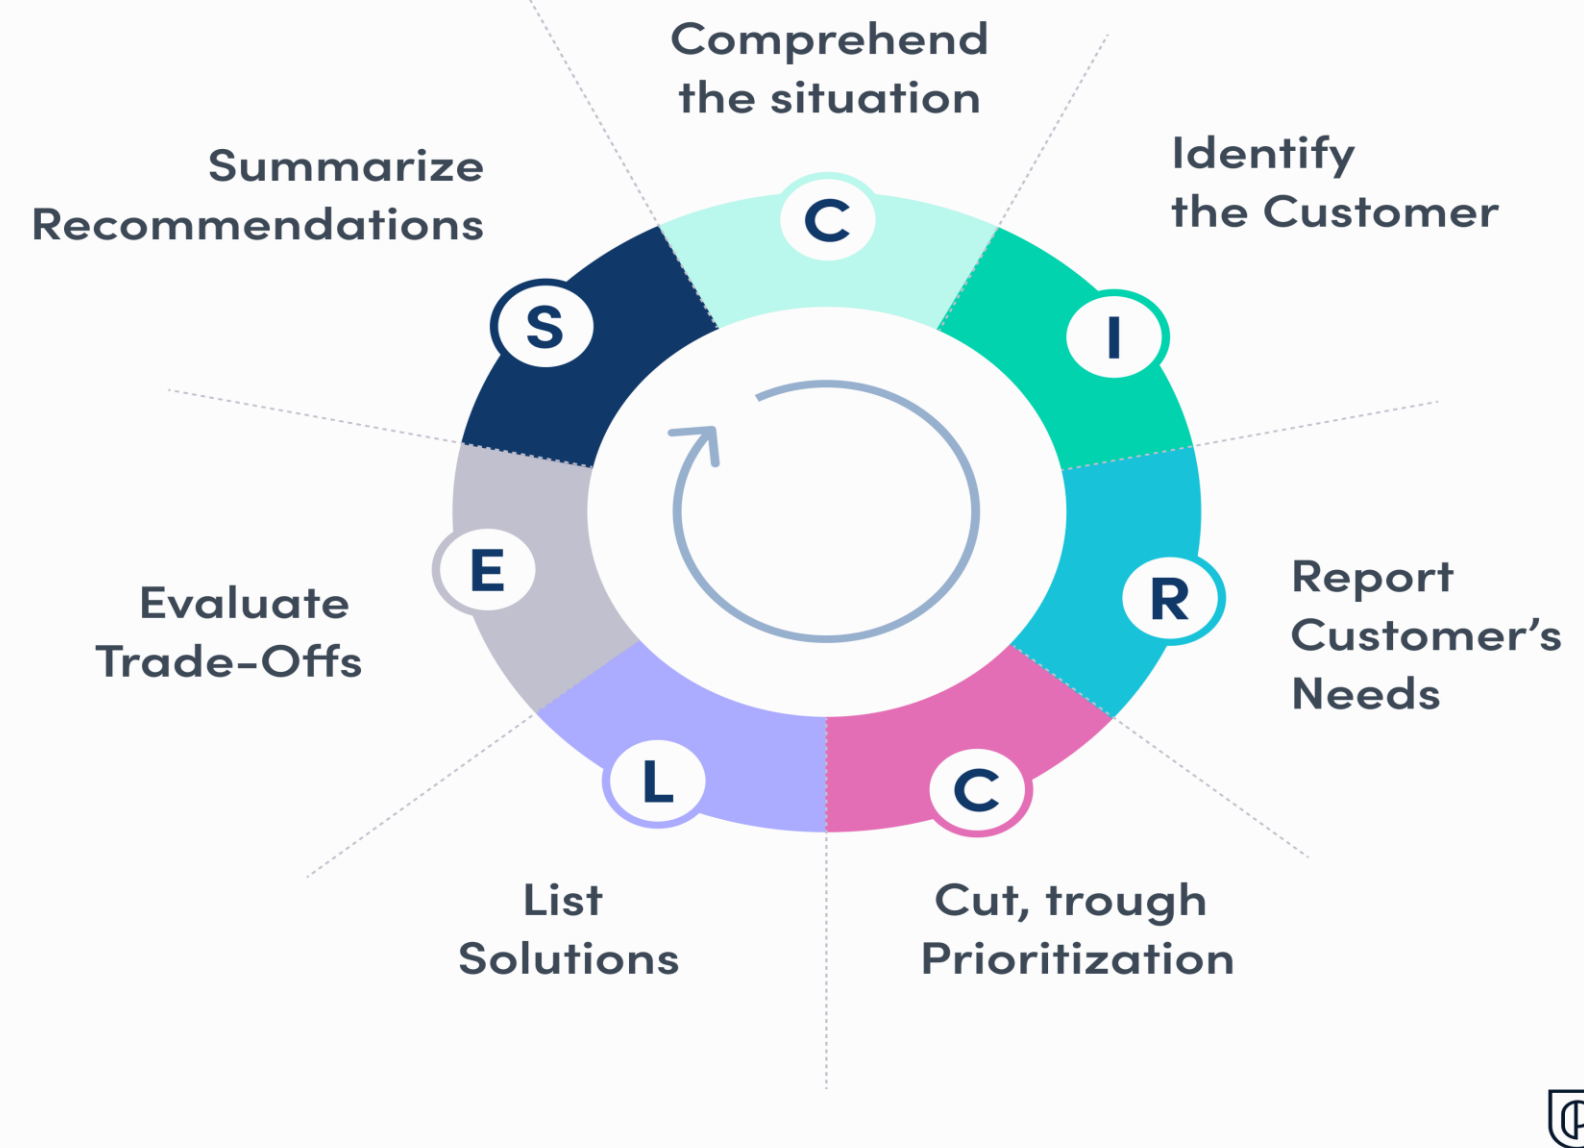 Comprehend
the situation
C
Identify
the Customer
I
Report
Customer’s
Needs
R
Cut, trough
Prioritization
C
List
Solutions
L
Evaluate
Trade-Offs
E
Summarize
Recommendations
S